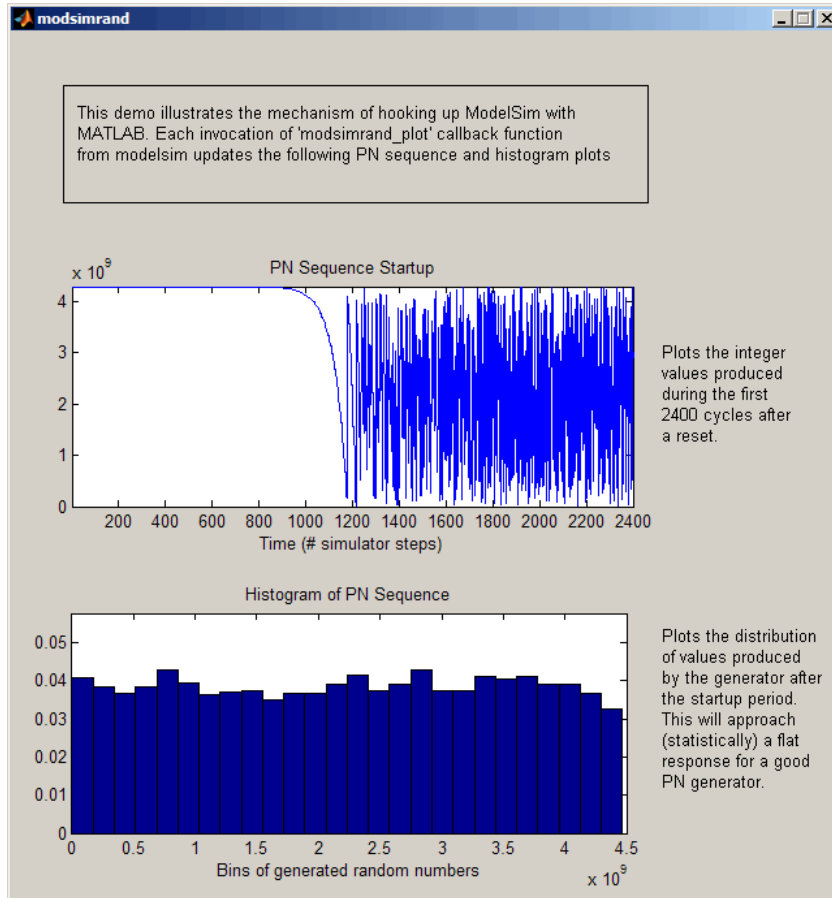 modsimrand
This demo illustrates the mechanism of hooking up ModelSim with
MATLAB. Each invocation of 'modsimrand_plot' callback function
from modelsim updates the following PN sequence and histogram plots
x 10^9
PN Sequence Startup
4
3
2
1
0
200 400 600 800 1000 1200 1400 1600 1800 2000 2200 2400
Time (# simulator steps)
Plots the integer
values produced
during the first
2400 cycles after
a reset.
Histogram of PN Sequence
0.05
0.04
0.03
0.02
0.01
0
0 0.5 1 1.5 2 2.5 3 3.5 4 4.5
Bins of generated random numbers
x 10^9
Plots the distribution
of values produced
by the generator after
the startup period.
This will approach
(statistically) a flat
response for a good
PN generator.